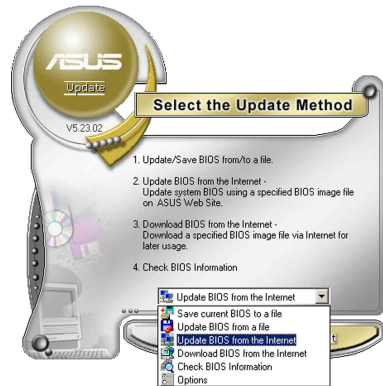 ASUS
Update
V5.23.02
Select the Update Method
1. Update/Save BIOS from/to a file.
2. Update BIOS from the Internet -
Update system BIOS using a specified BIOS image file
on ASUS Web Site.
3. Download BIOS from the Internet -
Download a specified BIOS image file via Internet for
later usage.
4. Check BIOS Information
Update BIOS from the Internet
Save current BIOS to a file
Update BIOS from a file
Update BIOS from the Internet
Download BIOS from the Internet
Check BIOS Information
Options